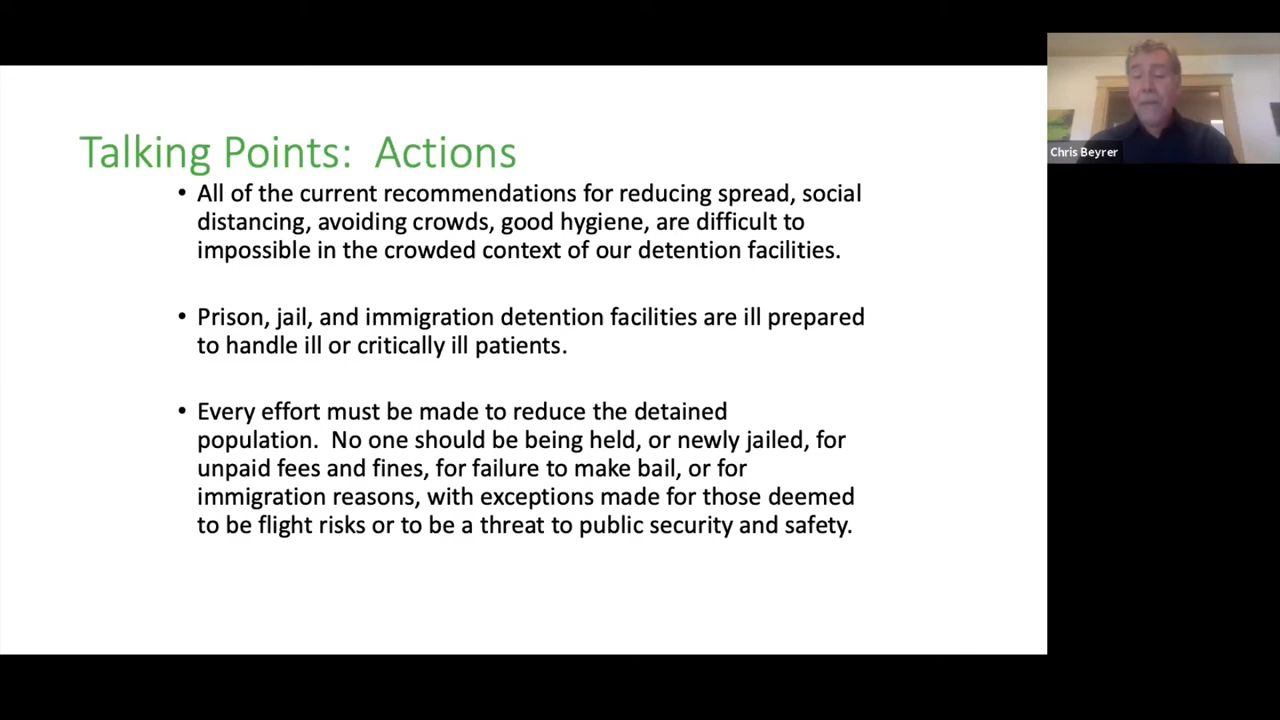 Talking Points:  Actions
• All of the current recommendations for reducing spread, social
distancing, avoiding crowds, good hygiene, are difficult to
impossible in the crowded context of our detention facilities.
• Prison, jail, and immigration detention facilities are ill prepared
to handle ill or critically ill patients.
• Every effort must be made to reduce the detained
population.  No one should be being held, or newly jailed, for
unpaid fees and fines, for failure to make bail, or for
immigration reasons, with exceptions made for those deemed
to be flight risks or to be a threat to public security and safety.
Chris Beyrer